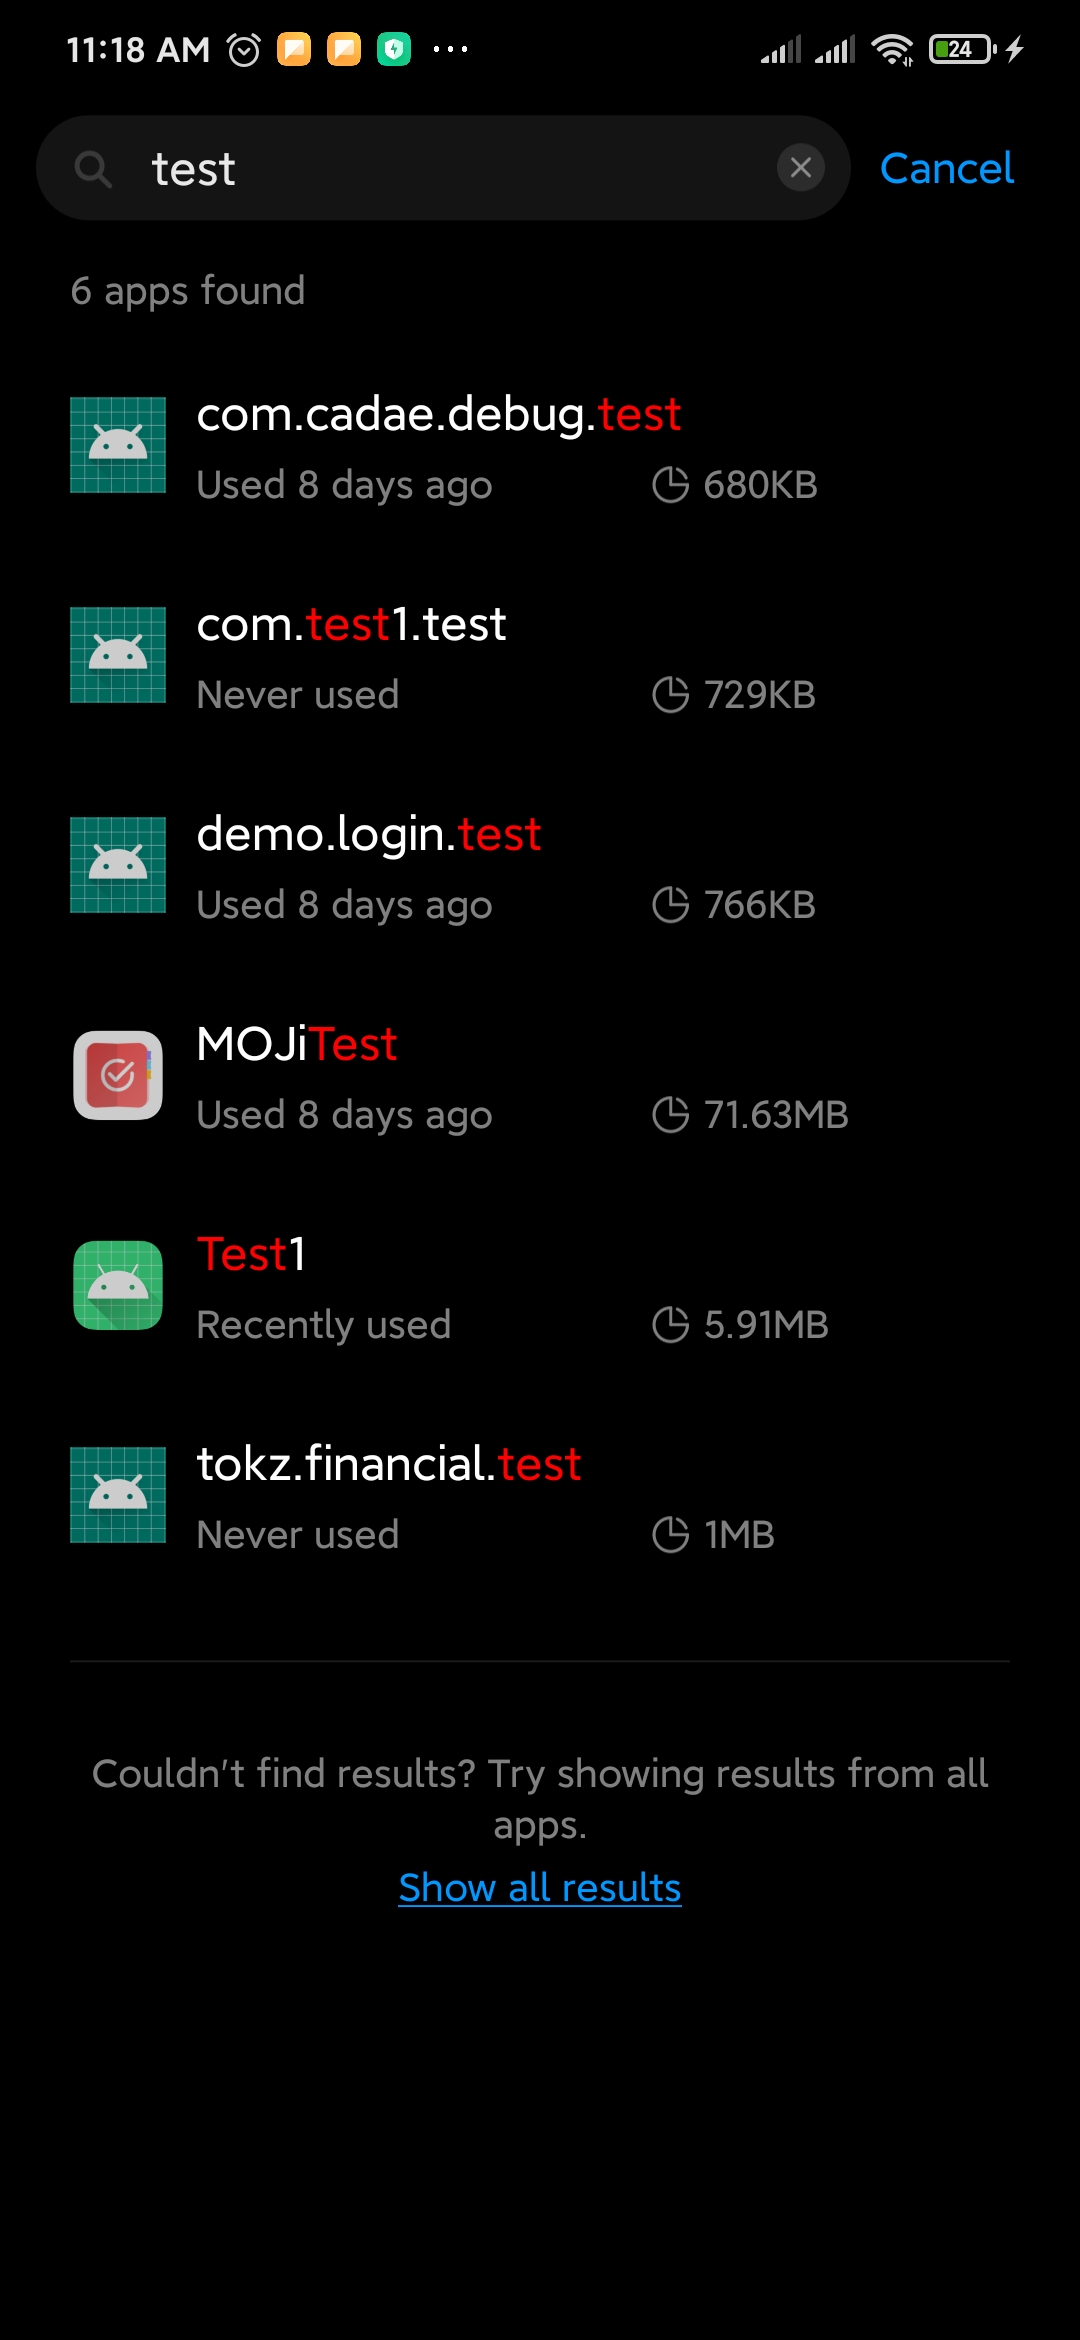 11:18 AM
24
test
Cancel
6 apps found
com.cadae.debug.test
Used 8 days ago
680KB
com.test1.test
Never used
729KB
demo.login.test
Used 8 days ago
766KB
MOJiTest
Used 8 days ago
71.63MB
Test1
Recently used
5.91MB
tokz.financial.test
Never used
1MB
Couldn't find results? Try showing results from all
apps.
Show all results